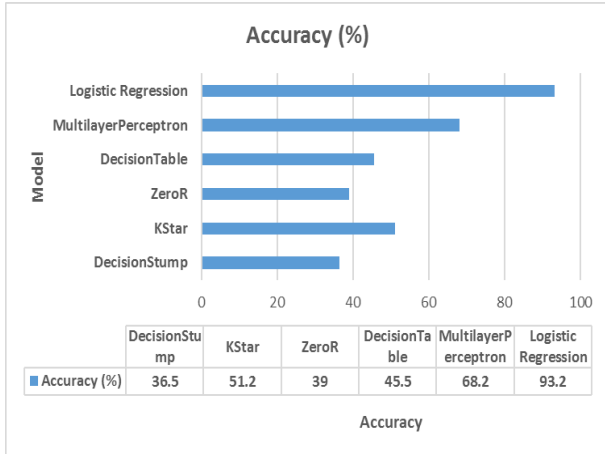 Accuracy (%)
Model
Logistic Regression
MultilayerPerceptron
DecisionTable
ZeroR
KStar
DecisionStump
0 20 40 60 80 100
DecisionStu KStar ZeroR DecisionTa MultilayerP Logistic
mp ble erceptron Regression
Accuracy (%) 36.5 51.2 39 45.5 68.2 93.2
Accuracy